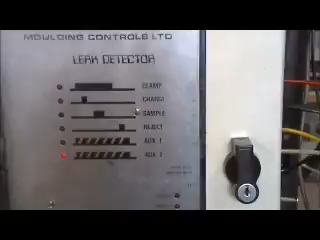 MOULDING CONTROLS LTD
LEAK DETECTOR
CLAMP
CHARGE
SAMPLE
REJECT
AUX 1
AUX 2